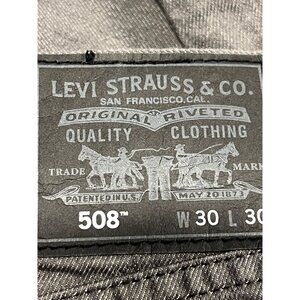 LEVI STRAUSS & CO.
SAN FRANCISCO,CAL.
ORIGINAL RIVETED
QUALITY CLOTHING
TRADE MARK
PATENTED IN U.S. MAY 20 1873
508™ W 30 L 30